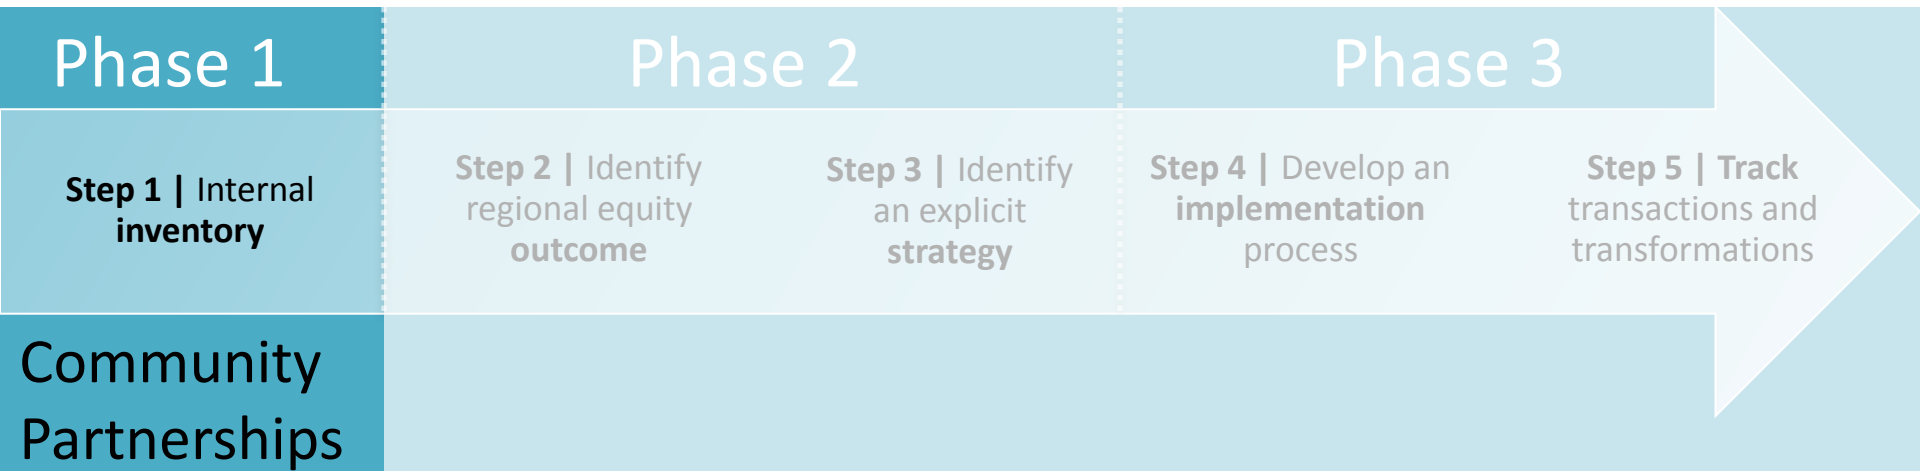 Phase 1
Phase 2
Phase 3
Step 1 | Internal
inventory
Step 2 | Identify
regional equity
outcome
Step 3 | Identify
an explicit
strategy
Step 4 | Develop an
implementation
process
Step 5 | Track
transactions and
transformations
Community
Partnerships